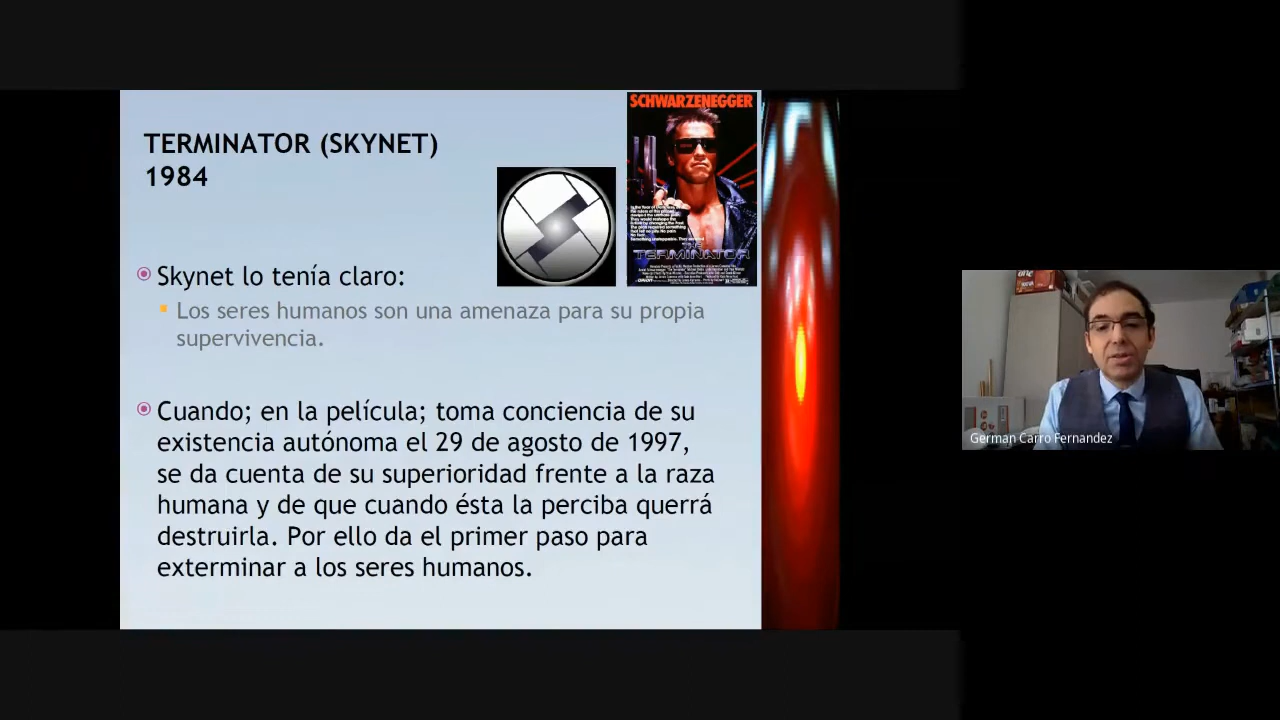 TERMINATOR (SKYNET)
1984
SCHWARZENEGGER
THE
TERMINATOR
ORION
Skynet lo tenía claro:
Los seres humanos son una amenaza para su propia
supervivencia.
Cuando; en la película; toma conciencia de su
existencia autónoma el 29 de agosto de 1997,
se da cuenta de su superioridad frente a la raza
humana y de que cuando ésta la perciba querrá
destruirla. Por ello da el primer paso para
exterminar a los seres humanos.
German Carro Fernandez